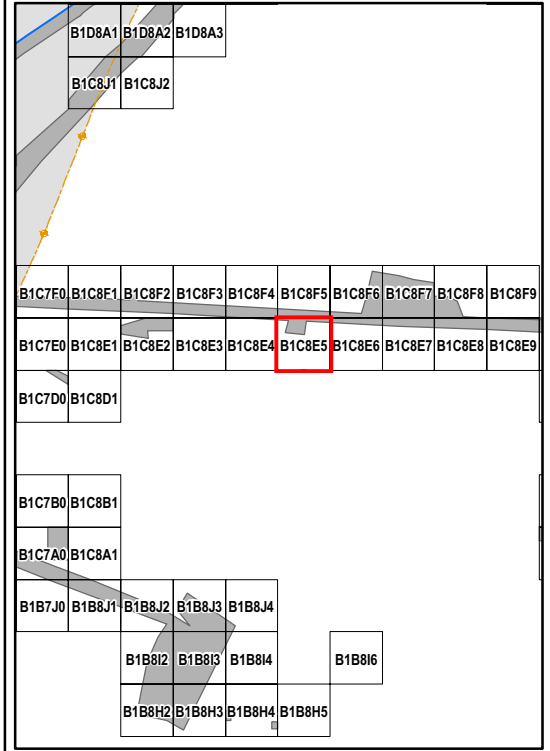 B1D8A1 B1D8A2 B1D8A3
B1C8J1 B1C8J2
B1C7F0 B1C8F1 B1C8F2 B1C8F3 B1C8F4 B1C8F5 B1C8F6 B1C8F7 B1C8F8 B1C8F9
B1C7E0 B1C8E1 B1C8E2 B1C8E3 B1C8E4 B1C8E5 B1C8E6 B1C8E7 B1C8E8 B1C8E9
B1C7D0 B1C8D1
B1C7B0 B1C8B1
B1C7A0 B1C8A1
B1B7J0 B1B8J1 B1B8J2 B1B8J3 B1B8J4
B1B8I2 B1B8I3 B1B8I4 B1B8I6
B1B8H2 B1B8H3 B1B8H4 B1B8H5